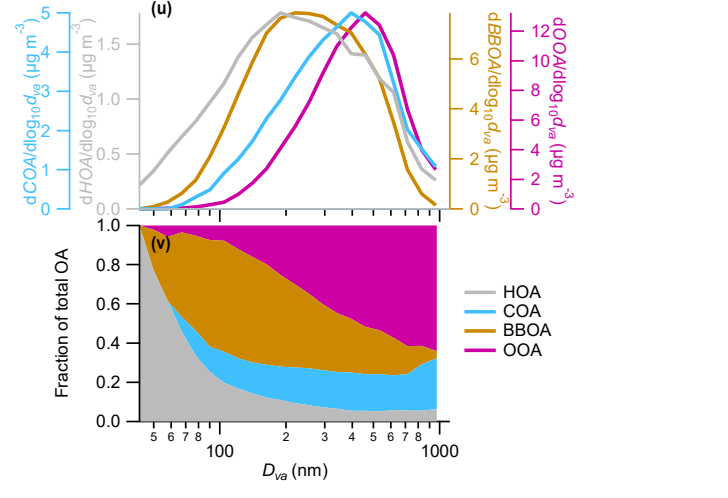 (u)
dCOA/dlog10dva (µg m-3)
5
4
3
2
1
0
dHOA/dlog10dva (µg m-3)
1.5
1.0
0.5
0.0
6
4
2
0
dBBOA/dlog10dva (µg m-3)
12
10
8
6
4
2
0
dOOA/dlog10dva (µg m-3)
(v)
Fraction of total OA
1.0
0.8
0.6
0.4
0.2
0.0
5 6 7 8 100 2 3 4 5 6 7 8 1000
Dva (nm)
HOA
COA
BBOA
OOA